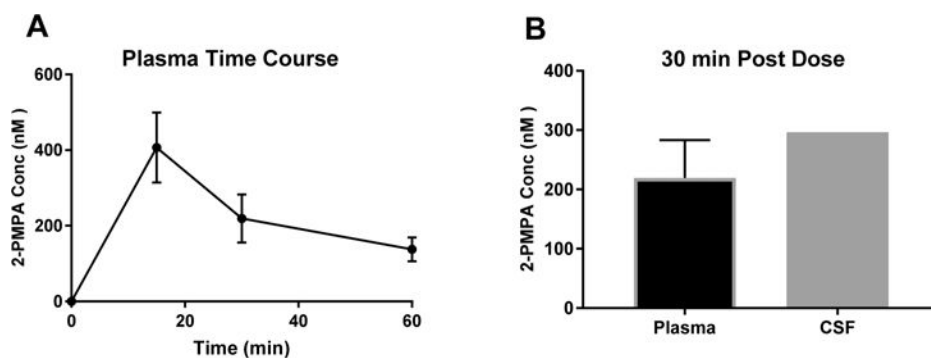 A
Plasma Time Course
2-PMPA Conc (nM )
600
400
200
0
0
20
40
60
Time (min)
B
30 min Post Dose
2-PMPA Conc (nM )
400
300
200
100
0
Plasma
CSF